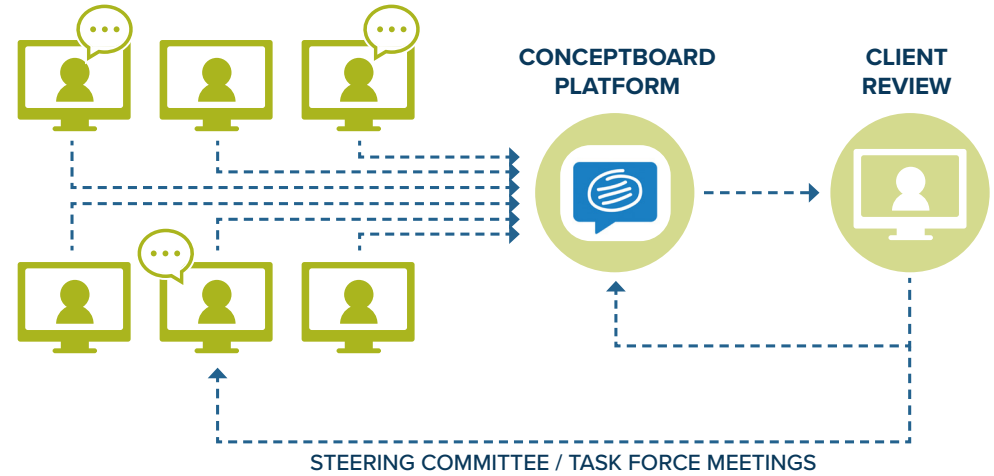 CONCEPTBOARD
PLATFORM
CLIENT
REVIEW
STEERING COMMITTEE / TASK FORCE MEETINGS